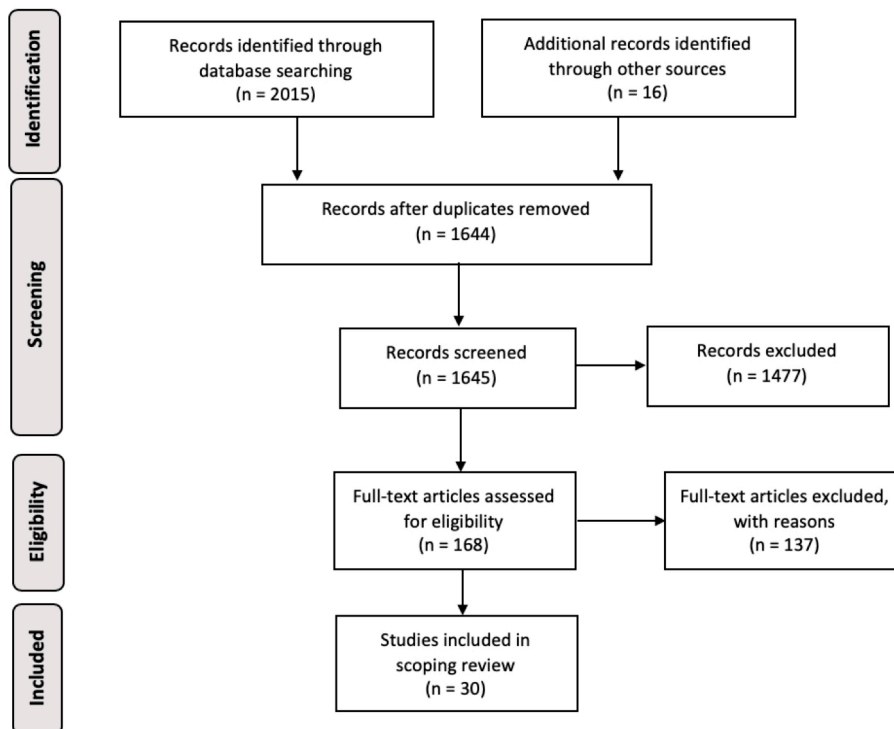 Identification
Records identified through
database searching
(n = 2015)
Additional records identified
through other sources
(n = 16)
Screening
Records after duplicates removed
(n = 1644)
Records screened
(n = 1645)
Records excluded
(n = 1477)
Eligibility
Full-text articles assessed
for eligibility
(n = 168)
Full-text articles excluded,
with reasons
(n = 137)
Included
Studies included in
scoping review
(n = 30)